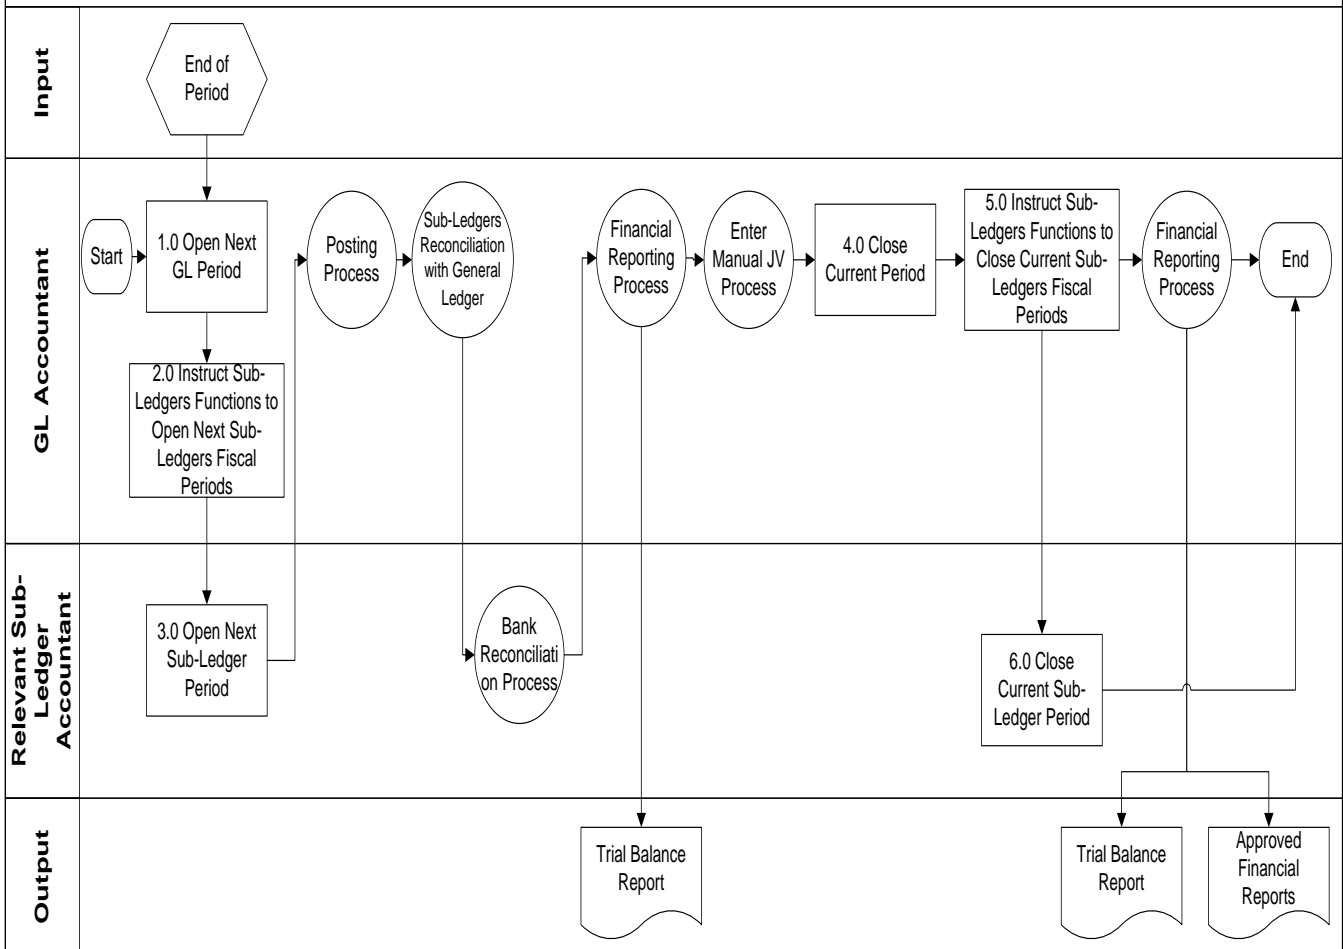 Input
End of
Period
GL Accountant
Start
1.0 Open Next
GL Period
2.0 Instruct Sub-
Ledgers Functions to
Open Next Sub-
Ledgers Fiscal
Periods
Posting
Process
Sub-Ledgers
Reconciliation
with General
Ledger
Financial
Reporting
Process
Enter
Manual JV
Process
4.0 Close
Current Period
5.0 Instruct Sub-
Ledgers Functions to
Close Current Sub-
Ledgers Fiscal
Periods
Financial
Reporting
Process
End
Relevant Sub-
Ledger
Accountant
3.0 Open Next
Sub-Ledger
Period
Bank
Reconciliati
on Process
6.0 Close
Current Sub-
Ledger Period
Output
Trial Balance
Report
Trial Balance
Report
Approved
Financial
Reports